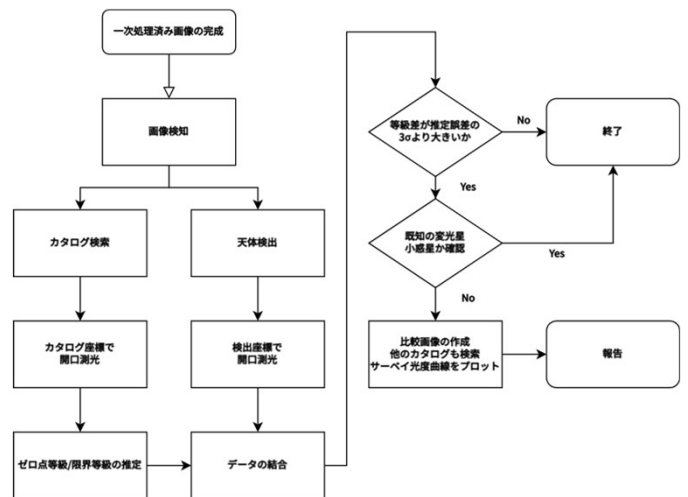 一次処理済み画像の完成
画像検知
カタログ検索
天体検出
カタログ座標で
開口測光
検出座標で
開口測光
ゼロ点等級/限界等級の推定
データの結合
等級差が推定誤差の
3σより大きいか
No
終了
Yes
既知の変光星
小惑星か確認
Yes
No
比較画像の作成
他のカタログも検索
サーベイ光度曲線をプロット
報告